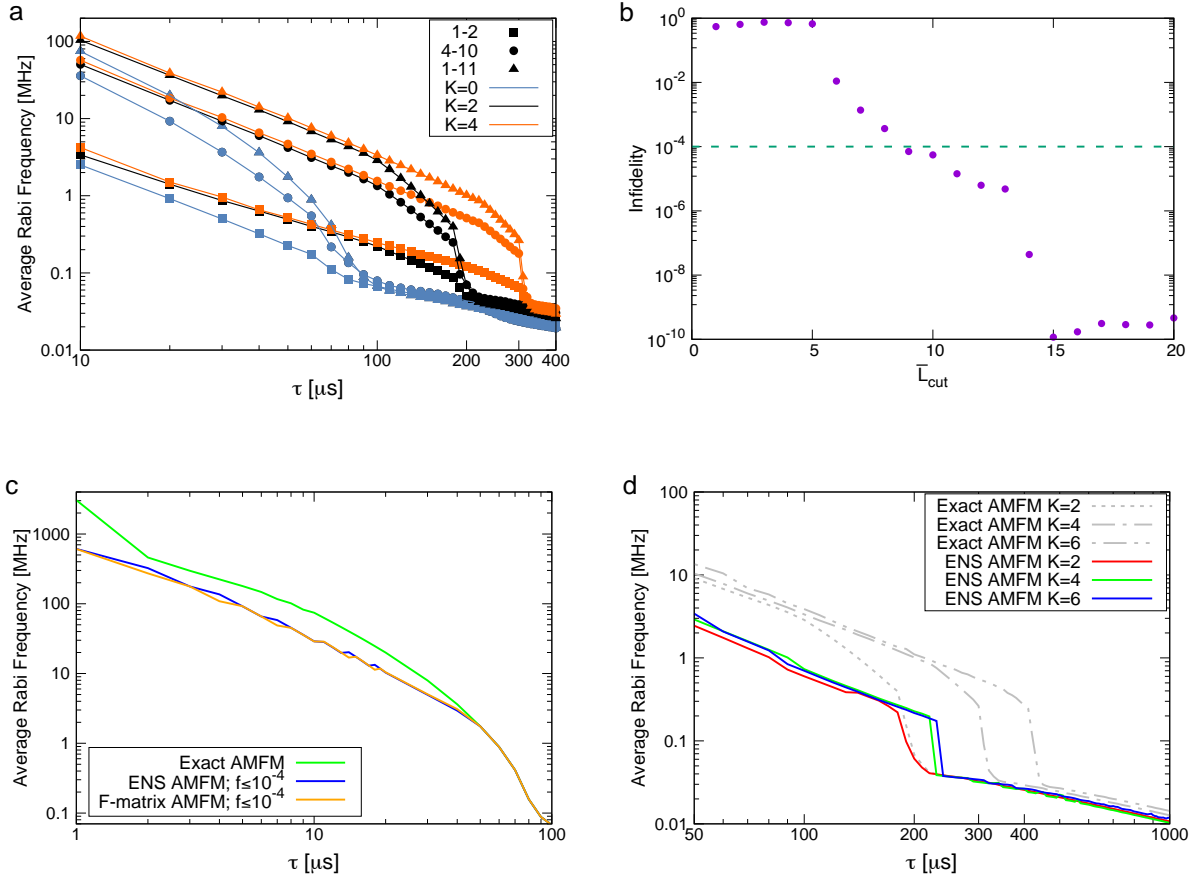 a
Average Rabi Frequency [MHz]
100
10
1
0.1
0.01
10
100
200
300
400
τ [μs]
1-2
4-10
1-11
K=0
K=2
K=4
b
Infidelity
10^0
10^-2
10^-4
10^-6
10^-8
10^-10
0
5
10
15
20
L̅_cut
c
Average Rabi Frequency [MHz]
1000
100
10
1
0.1
1
10
100
τ [μs]
Exact AMFM
ENS AMFM; f≤10^-4
F-matrix AMFM; f≤10^-4
d
Average Rabi Frequency [MHz]
100
10
1
0.1
0.01
50
100
200
300
400
1000
τ [μs]
Exact AMFM K=2
Exact AMFM K=4
Exact AMFM K=6
ENS AMFM K=2
ENS AMFM K=4
ENS AMFM K=6